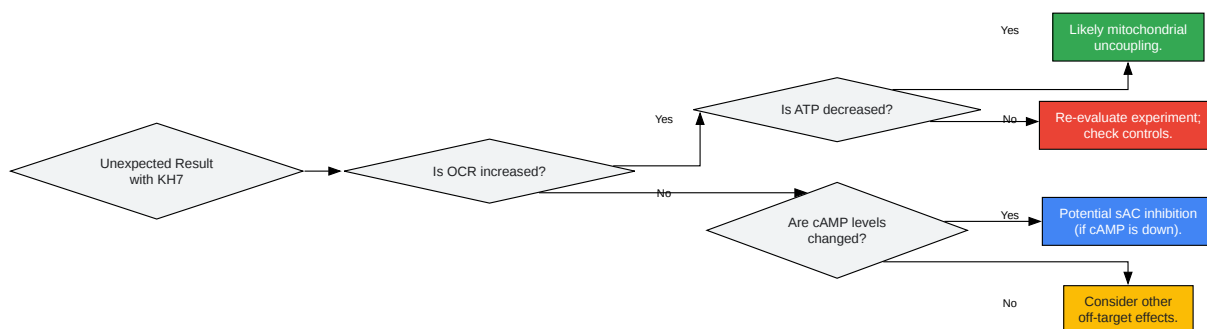 Unexpected Result
with KH7
Is OCR increased?
Yes
No
Is ATP decreased?
Yes
No
Likely mitochondrial
uncoupling.
Re-evaluate experiment;
check controls.
Are cAMP levels
changed?
Yes
No
Potential sAC inhibition
(if cAMP is down).
Consider other
off-target effects.